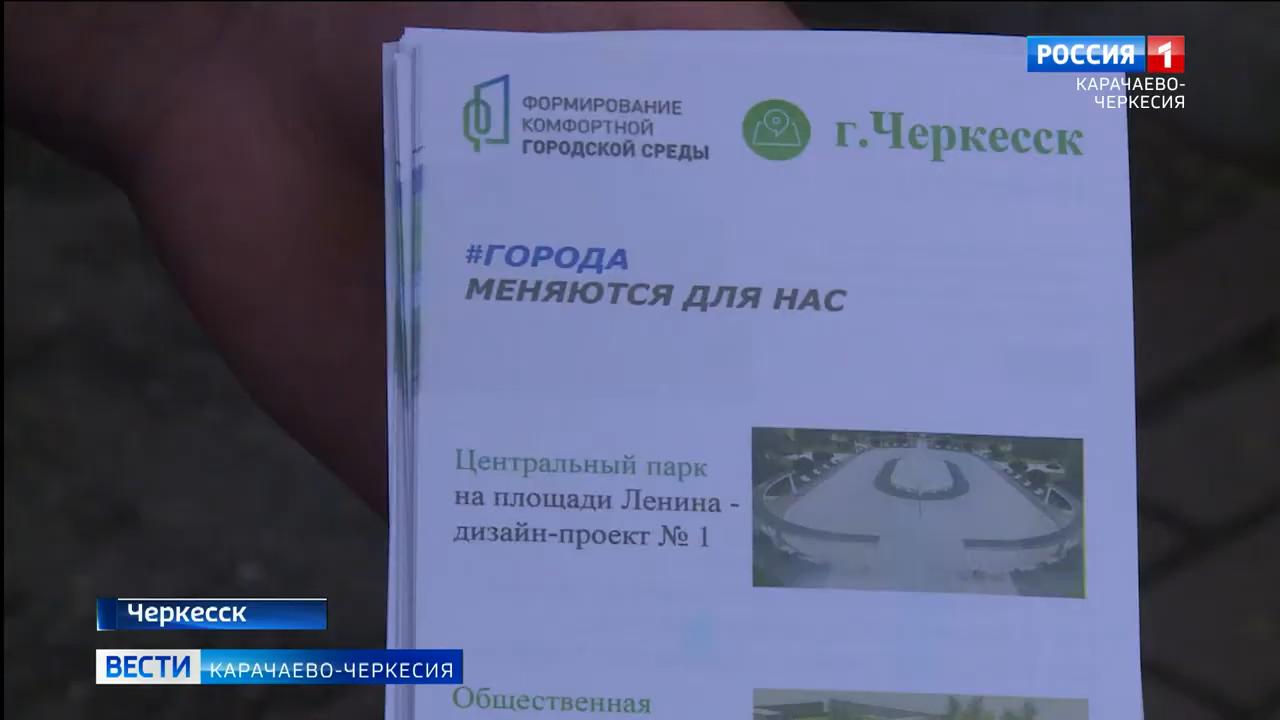 РОССИЯ 1
КАРАЧАЕВО-
ЧЕРКЕСИЯ
ФОРМИРОВАНИЕ
КОМФОРТНОЙ
ГОРОДСКОЙ СРЕДЫ
г.Черкесск
#ГОРОДА
МЕНЯЮТСЯ ДЛЯ НАС
Центральный парк
на площади Ленина -
дизайн-проект № 1
Общественная
Черкесск
ВЕСТИ КАРАЧАЕВО-ЧЕРКЕСИЯ